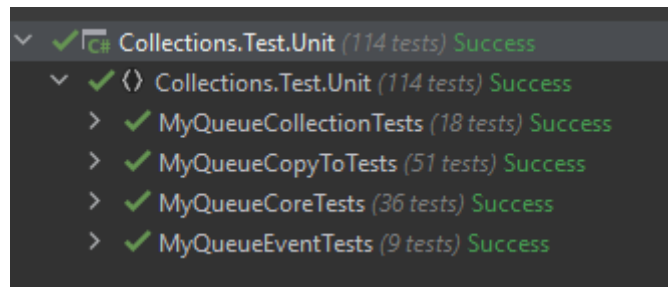 C# Collections.Test.Unit (114 tests) Success
Collections.Test.Unit (114 tests) Success
MyQueueCollectionTests (18 tests) Success
MyQueueCopyToTests (51 tests) Success
MyQueueCoreTests (36 tests) Success
MyQueueEventTests (9 tests) Success